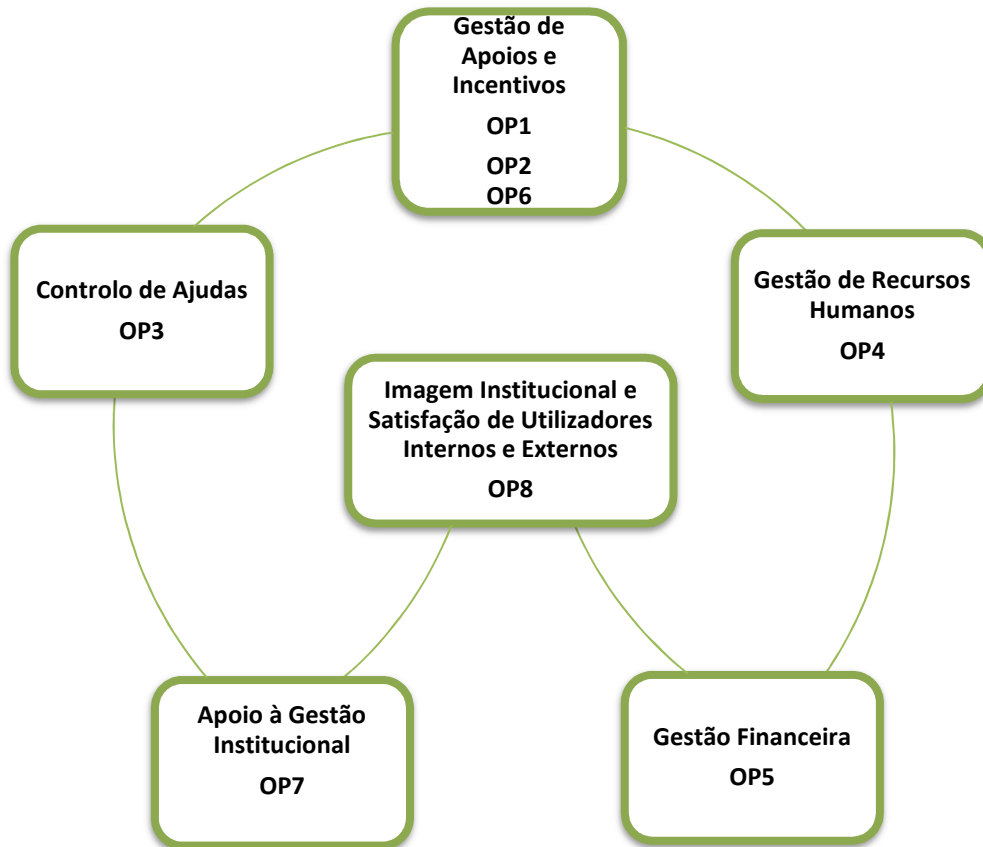 Gestão de
Apoios e
Incentivos
OP1
OP2
OP6
Controlo de Ajudas
OP3
Gestão de Recursos
Humanos
OP4
Imagem Institucional e
Satisfação de Utilizadores
Internos e Externos
OP8
Apoio à Gestão
Institucional
OP7
Gestão Financeira
OP5